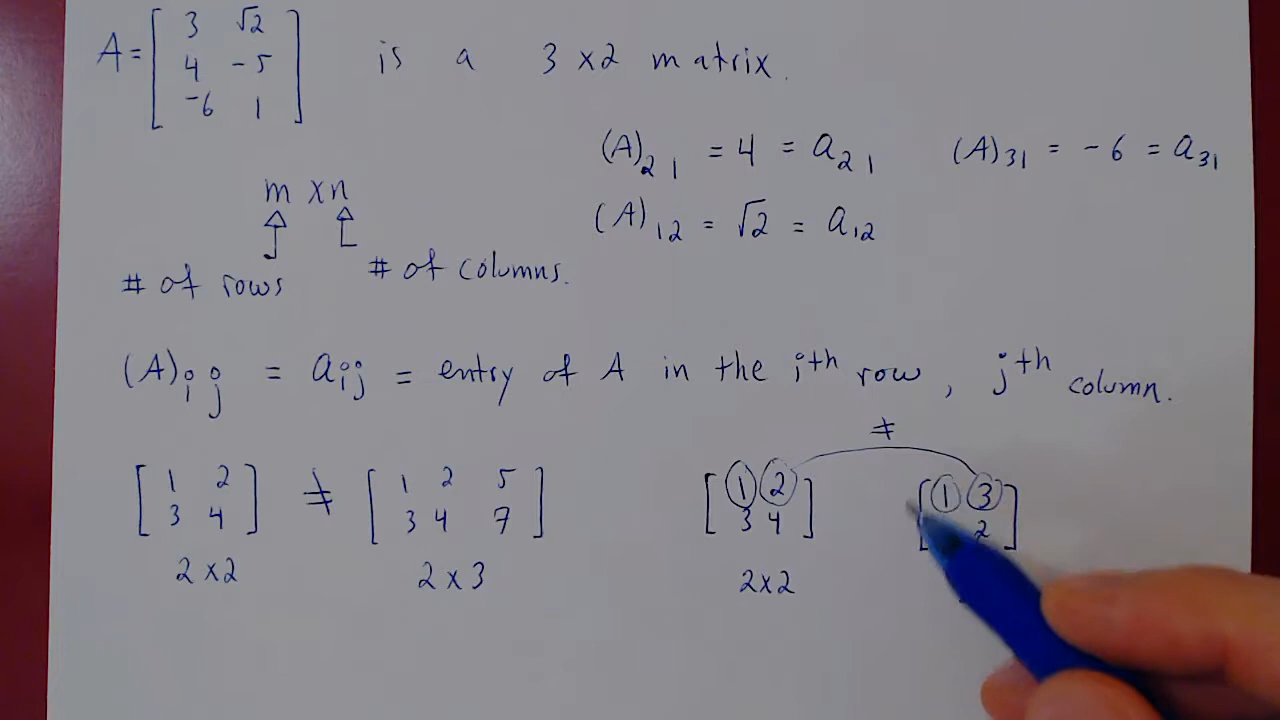 A = [ 3 √2 ; 4 -5 ; -6 1 ] is a 3 x 2 matrix.
(A)₂₁ = 4 = a₂₁ (A)₃₁ = -6 = a₃₁
m x n
(A)₁₂ = √2 = a₁₂
# of rows # of columns.
(A)ᵢⱼ = aᵢⱼ = entry of A in the iᵗʰ row, jᵗʰ column.
≠
[ 1 2 ; 3 4 ] ≠ [ 1 2 5 ; 3 4 7 ] [ 1 2 ; 3 4 ] [ 1 3 ; 2 ]
2 x 2 2 x 3 2 x 2